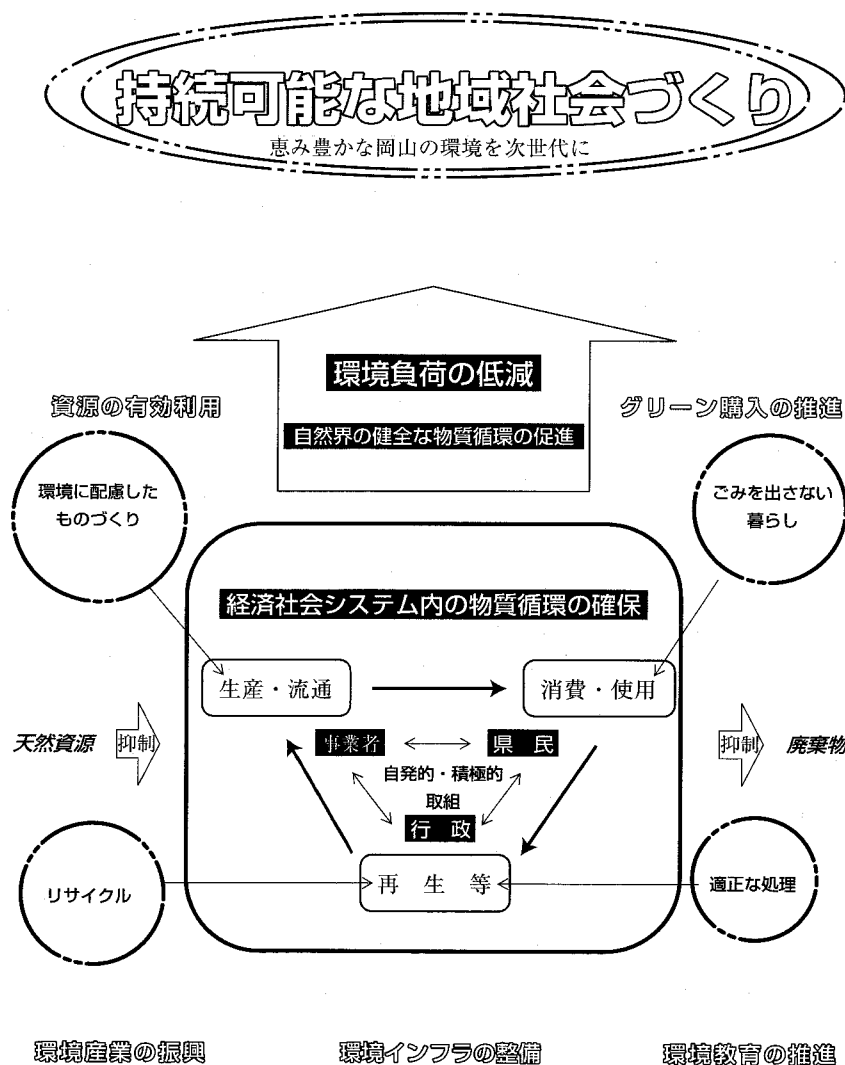 持続可能な地域社会づくり
恵み豊かな岡山の環境を次世代に
環境負荷の低減
自然界の健全な物質循環の促進
資源の有効利用
グリーン購入の推進
環境に配慮した
ものづくり
ごみを出さない
暮らし
経済社会システム内の物質循環の確保
生産・流通
消費・使用
天然資源
抑制
事業者
県 民
自発的・積極的
取組
行 政
抑制
廃棄物
リサイクル
再 生 等
適正な処理
環境産業の振興
環境インフラの整備
環境教育の推進